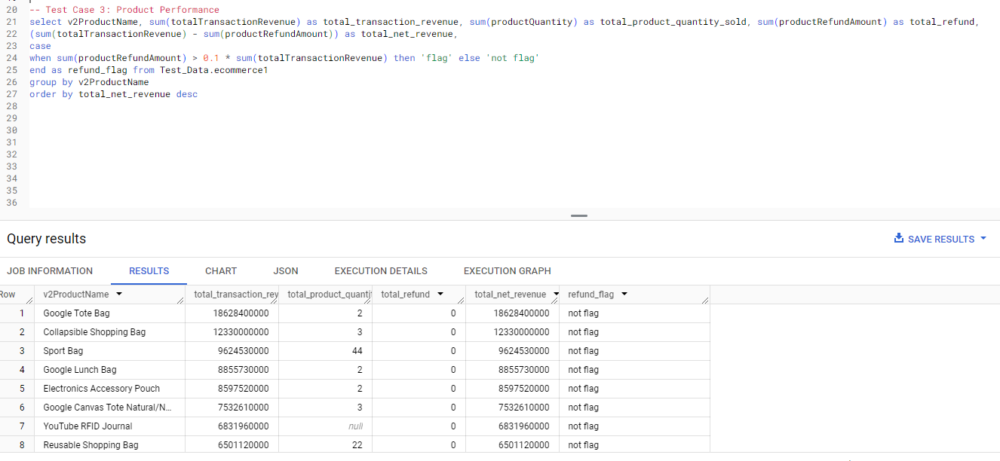 20 -- Test Case 3: Product Performance
21 select v2ProductName, sum(totalTransactionRevenue) as total_transaction_revenue, sum(productQuantity) as total_product_quantity_sold, sum(productRefundAmount) as total_refund,
22 (sum(totalTransactionRevenue) - sum(productRefundAmount)) as total_net_revenue,
23 case
24 when sum(productRefundAmount) > 0.1 * sum(totalTransactionRevenue) then 'flag' else 'not flag'
25 end as refund_flag from Test_Data.ecommerce1
26 group by v2ProductName
27 order by total_net_revenue desc
28
29
30
31
32
33
34
35
36
Query results
SAVE RESULTS
JOB INFORMATION RESULTS CHART JSON EXECUTION DETAILS EXECUTION GRAPH
Row v2ProductName total_transaction_rev total_product_quantit total_refund total_net_revenue refund_flag
1 Google Tote Bag 18628400000 2 0 18628400000 not flag
2 Collapsible Shopping Bag 12330000000 3 0 12330000000 not flag
3 Sport Bag 9624530000 44 0 9624530000 not flag
4 Google Lunch Bag 8855730000 2 0 8855730000 not flag
5 Electronics Accessory Pouch 8597520000 2 0 8597520000 not flag
6 Google Canvas Tote Natural/N... 7532610000 3 0 7532610000 not flag
7 YouTube RFID Journal 6831960000 null 0 6831960000 not flag
8 Reusable Shopping Bag 6501120000 22 0 6501120000 not flag